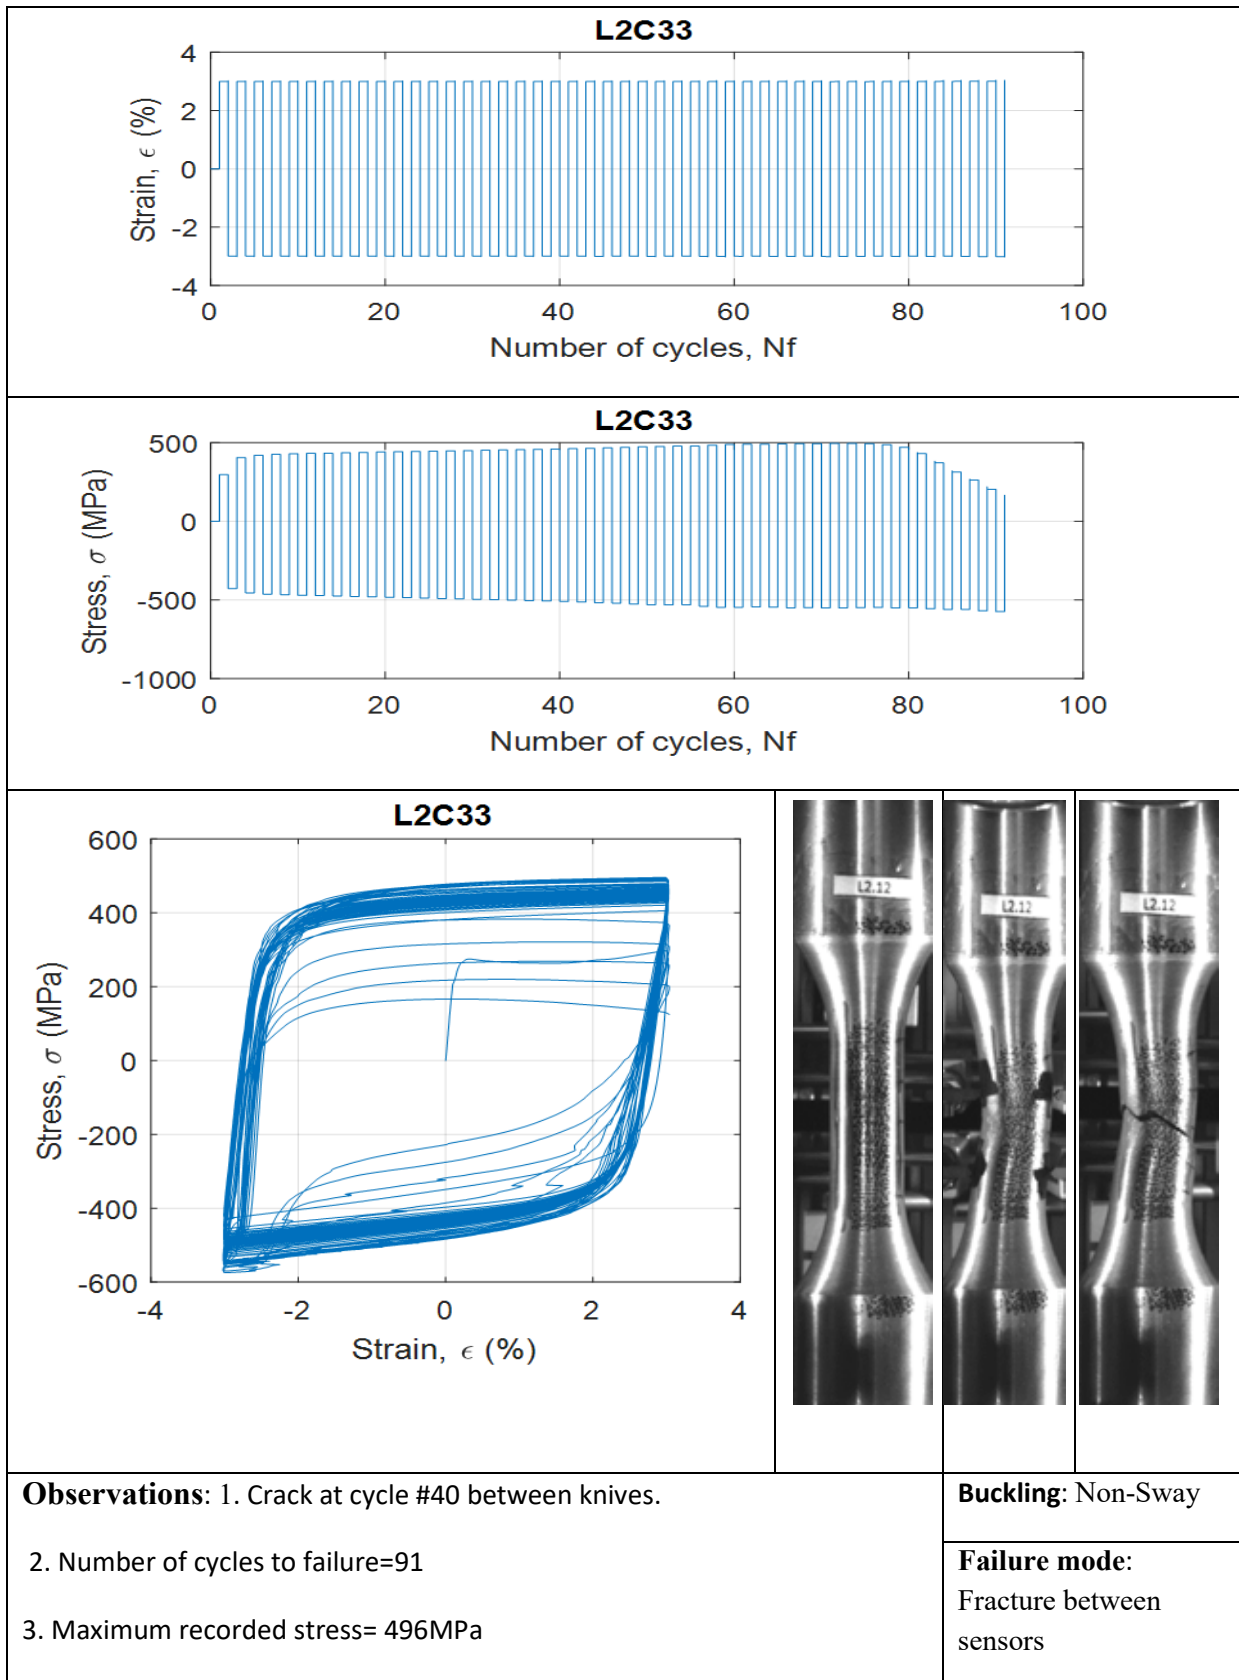 L2C33
4
2
0
-2
-4
Strain, ϵ (%)
0 20 40 60 80 100
Number of cycles, Nf
L2C33
500
0
-500
-1000
Stress, σ (MPa)
0 20 40 60 80 100
Number of cycles, Nf
L2C33
600
400
200
0
-200
-400
-600
Stress, σ (MPa)
-4 -2 0 2 4
Strain, ϵ (%)
L2.12
L2.12
L2.12
Observations: 1. Crack at cycle #40 between knives.
2. Number of cycles to failure=91
3. Maximum recorded stress= 496MPa
Buckling: Non-Sway
Failure mode:
Fracture between
sensors